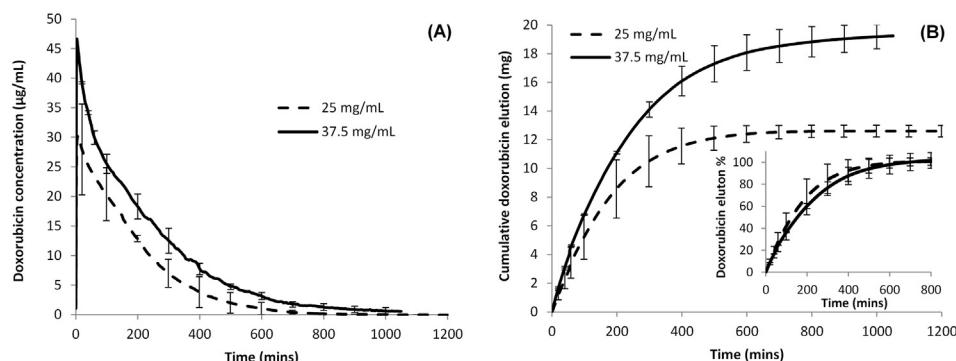 50
45
40
35
30
25
20
15
10
5
0
Doxorubicin concentration (µg/mL)
(A)
25 mg/mL
37.5 mg/mL
0 200 400 600 800 1000 1200
Time (mins)
20
18
16
14
12
10
8
6
4
2
0
Cumulative doxorubicin elution (mg)
25 mg/mL
37.5 mg/mL
(B)
100
80
60
40
20
0
Doxorubicin eluton %
0 200 400 600 800
Time (mins)
0 200 400 600 800 1000 1200
Time (mins)